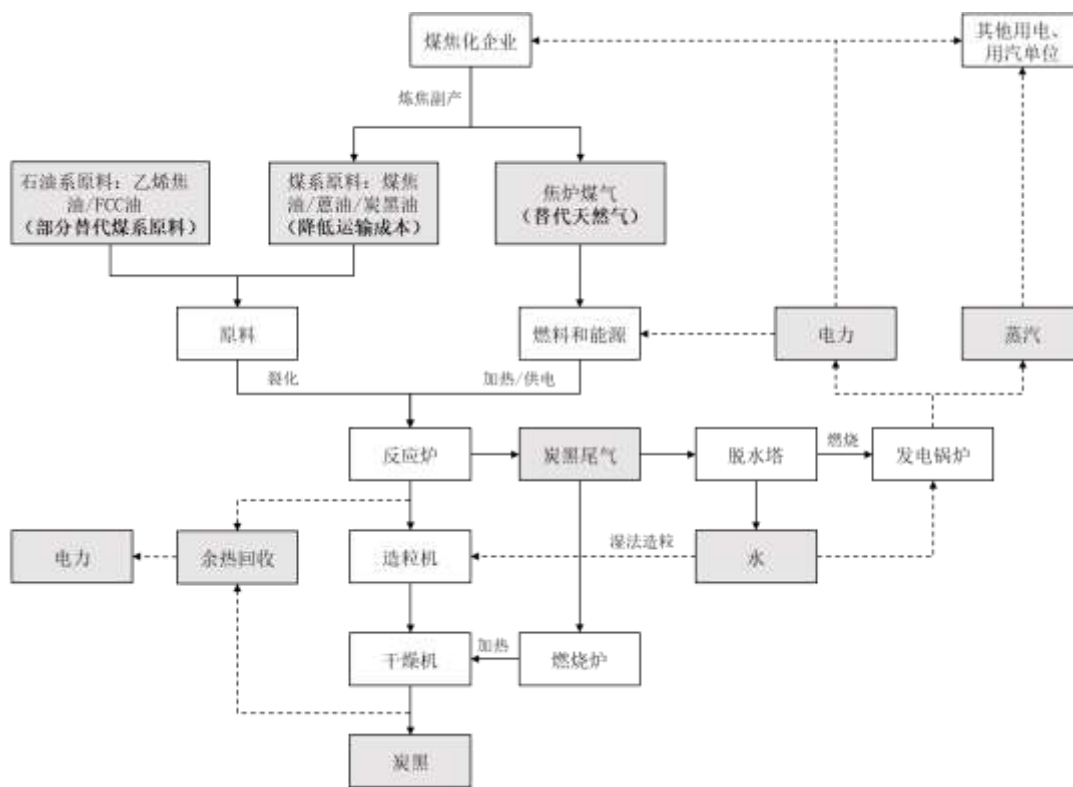 煤焦化企业
其他用电、
用汽单位
炼焦副产
石油系原料：乙烯焦
油/FCC油
（部分替代煤系原料）
煤系原料：煤焦
油/蒽油/炭黑油
（降低运输成本）
焦炉煤气
（替代天然气）
原料
燃料和能源
电力
蒸汽
裂化
加热/供电
反应炉
炭黑尾气
脱水塔
燃烧
发电锅炉
电力
余热回收
造粒机
湿法造粒
水
干燥机
加热
燃烧炉
炭黑